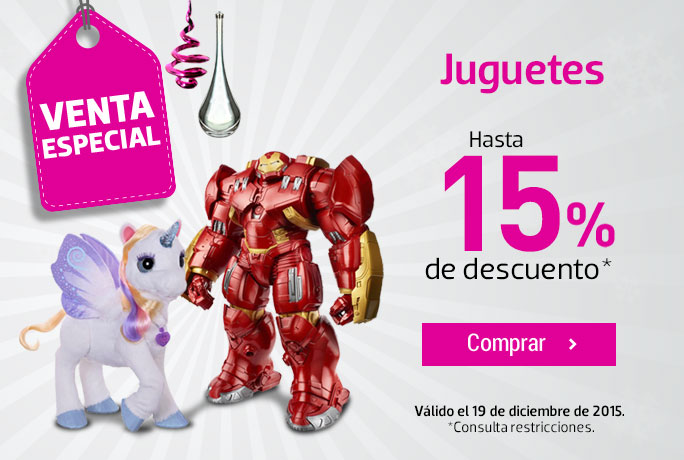 VENTA
ESPECIAL
Juguetes
Hasta
15%
de descuento*
Comprar >
Válido el 19 de diciembre de 2015.
*Consulta restricciones.